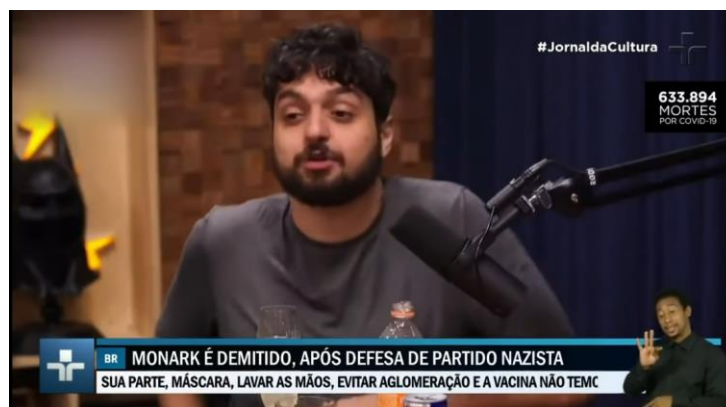 #JornaldaCultura
633.894
MORTES
POR COVID-19
BR MONARK É DEMITIDO, APÓS DEFESA DE PARTIDO NAZISTA
SUA PARTE, MÁSCARA, LAVAR AS MÃOS, EVITAR AGLOMERAÇÃO E A VACINA NÃO TEMO